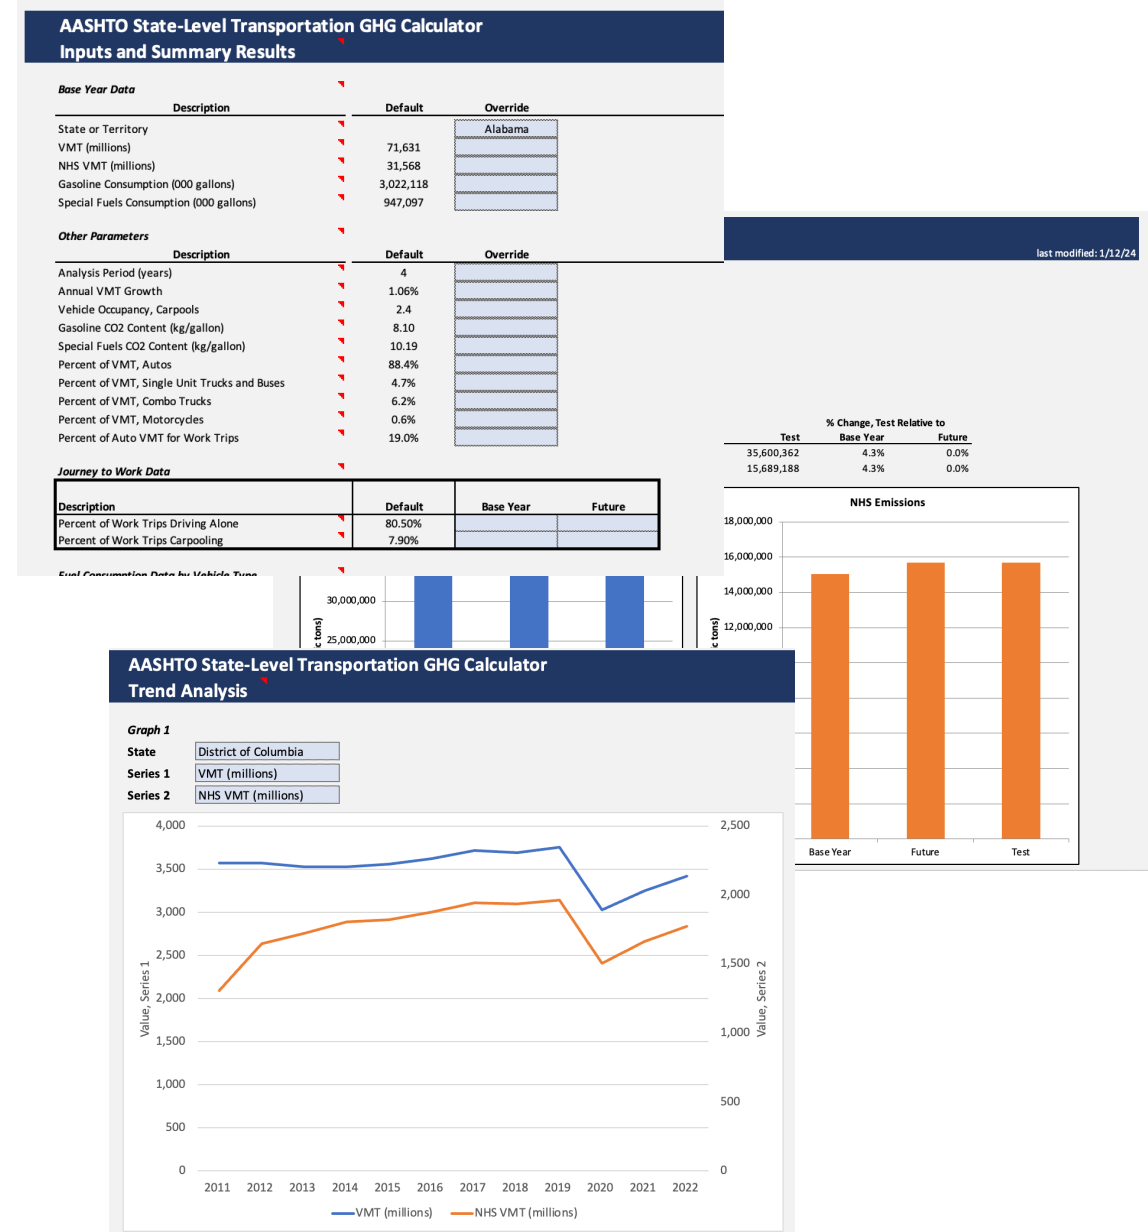 AASHTO State-Level Transportation GHG Calculator
Inputs and Summary Results
Base Year Data
Description Default Override
State or Territory Alabama
VMT (millions) 71,631
NHS VMT (millions) 31,568
Gasoline Consumption (000 gallons) 3,022,118
Special Fuels Consumption (000 gallons) 947,097
Other Parameters
Description Default Override
Analysis Period (years) 4
Annual VMT Growth 1.06%
Vehicle Occupancy, Carpools 2.4
Gasoline CO2 Content (kg/gallon) 8.10
Special Fuels CO2 Content (kg/gallon) 10.19
Percent of VMT, Autos 88.4%
Percent of VMT, Single Unit Trucks and Buses 4.7%
Percent of VMT, Combo Trucks 6.2%
Percent of VMT, Motorcycles 0.6%
Percent of Auto VMT for Work Trips 19.0%
Journey to Work Data
Description Default Base Year Future
Percent of Work Trips Driving Alone 80.50%
Percent of Work Trips Carpooling 7.90%
Fuel Consumption Data by Vehicle Type
last modified: 1/12/24
% Change, Test Relative to
Test Base Year Future
35,600,362 4.3% 0.0%
15,689,188 4.3% 0.0%
NHS Emissions
18,000,000
16,000,000
14,000,000
12,000,000
c tons)
Base Year Future Test
30,000,000
25,000,000
c tons)
AASHTO State-Level Transportation GHG Calculator
Trend Analysis
Graph 1
State District of Columbia
Series 1 VMT (millions)
Series 2 NHS VMT (millions)
4,000
3,500
3,000
2,500
2,000
1,500
1,000
500
0
Value, Series 1
2,500
2,000
1,500
1,000
500
0
Value, Series 2
2011 2012 2013 2014 2015 2016 2017 2018 2019 2020 2021 2022
VMT (millions) NHS VMT (millions)